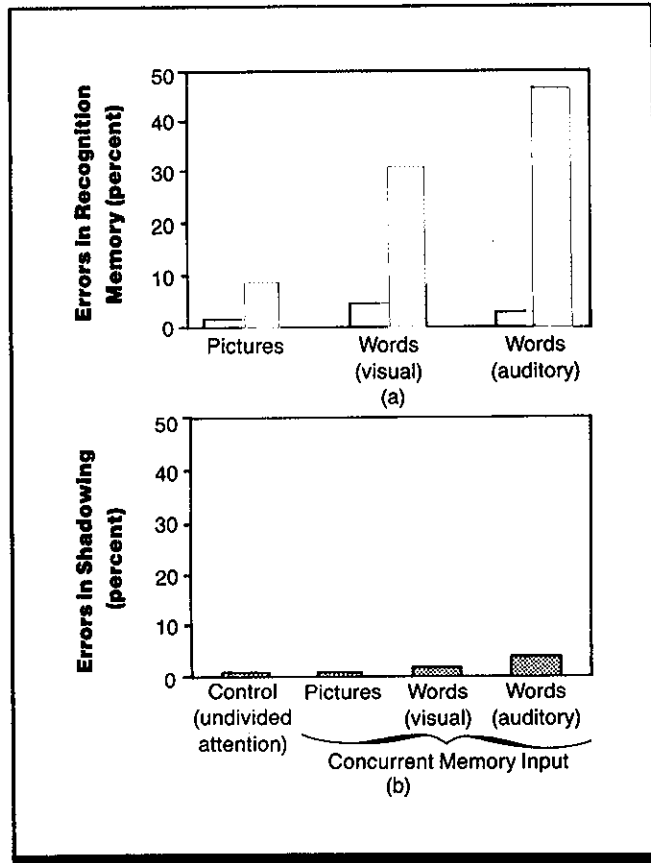 Errors in Recognition
Memory (percent)
50
40
30
20
10
0
Pictures
Words
(visual)
Words
(auditory)
(a)
Errors in Shadowing
(percent)
50
40
30
20
10
0
Control
(undivided
attention)
Pictures
Words
(visual)
Words
(auditory)
Concurrent Memory Input
(b)